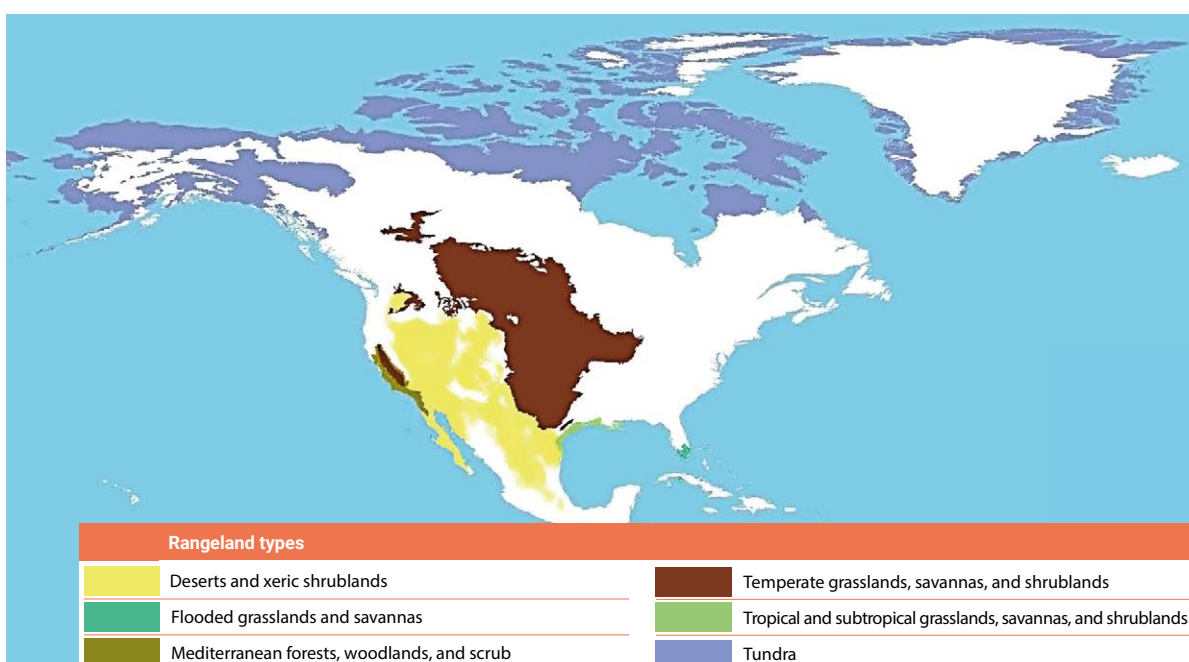 Rangeland types
Deserts and xeric shrublands
Flooded grasslands and savannas
Mediterranean forests, woodlands, and scrub
Temperate grasslands, savannas, and shrublands
Tropical and subtropical grasslands, savannas, and shrublands
Tundra